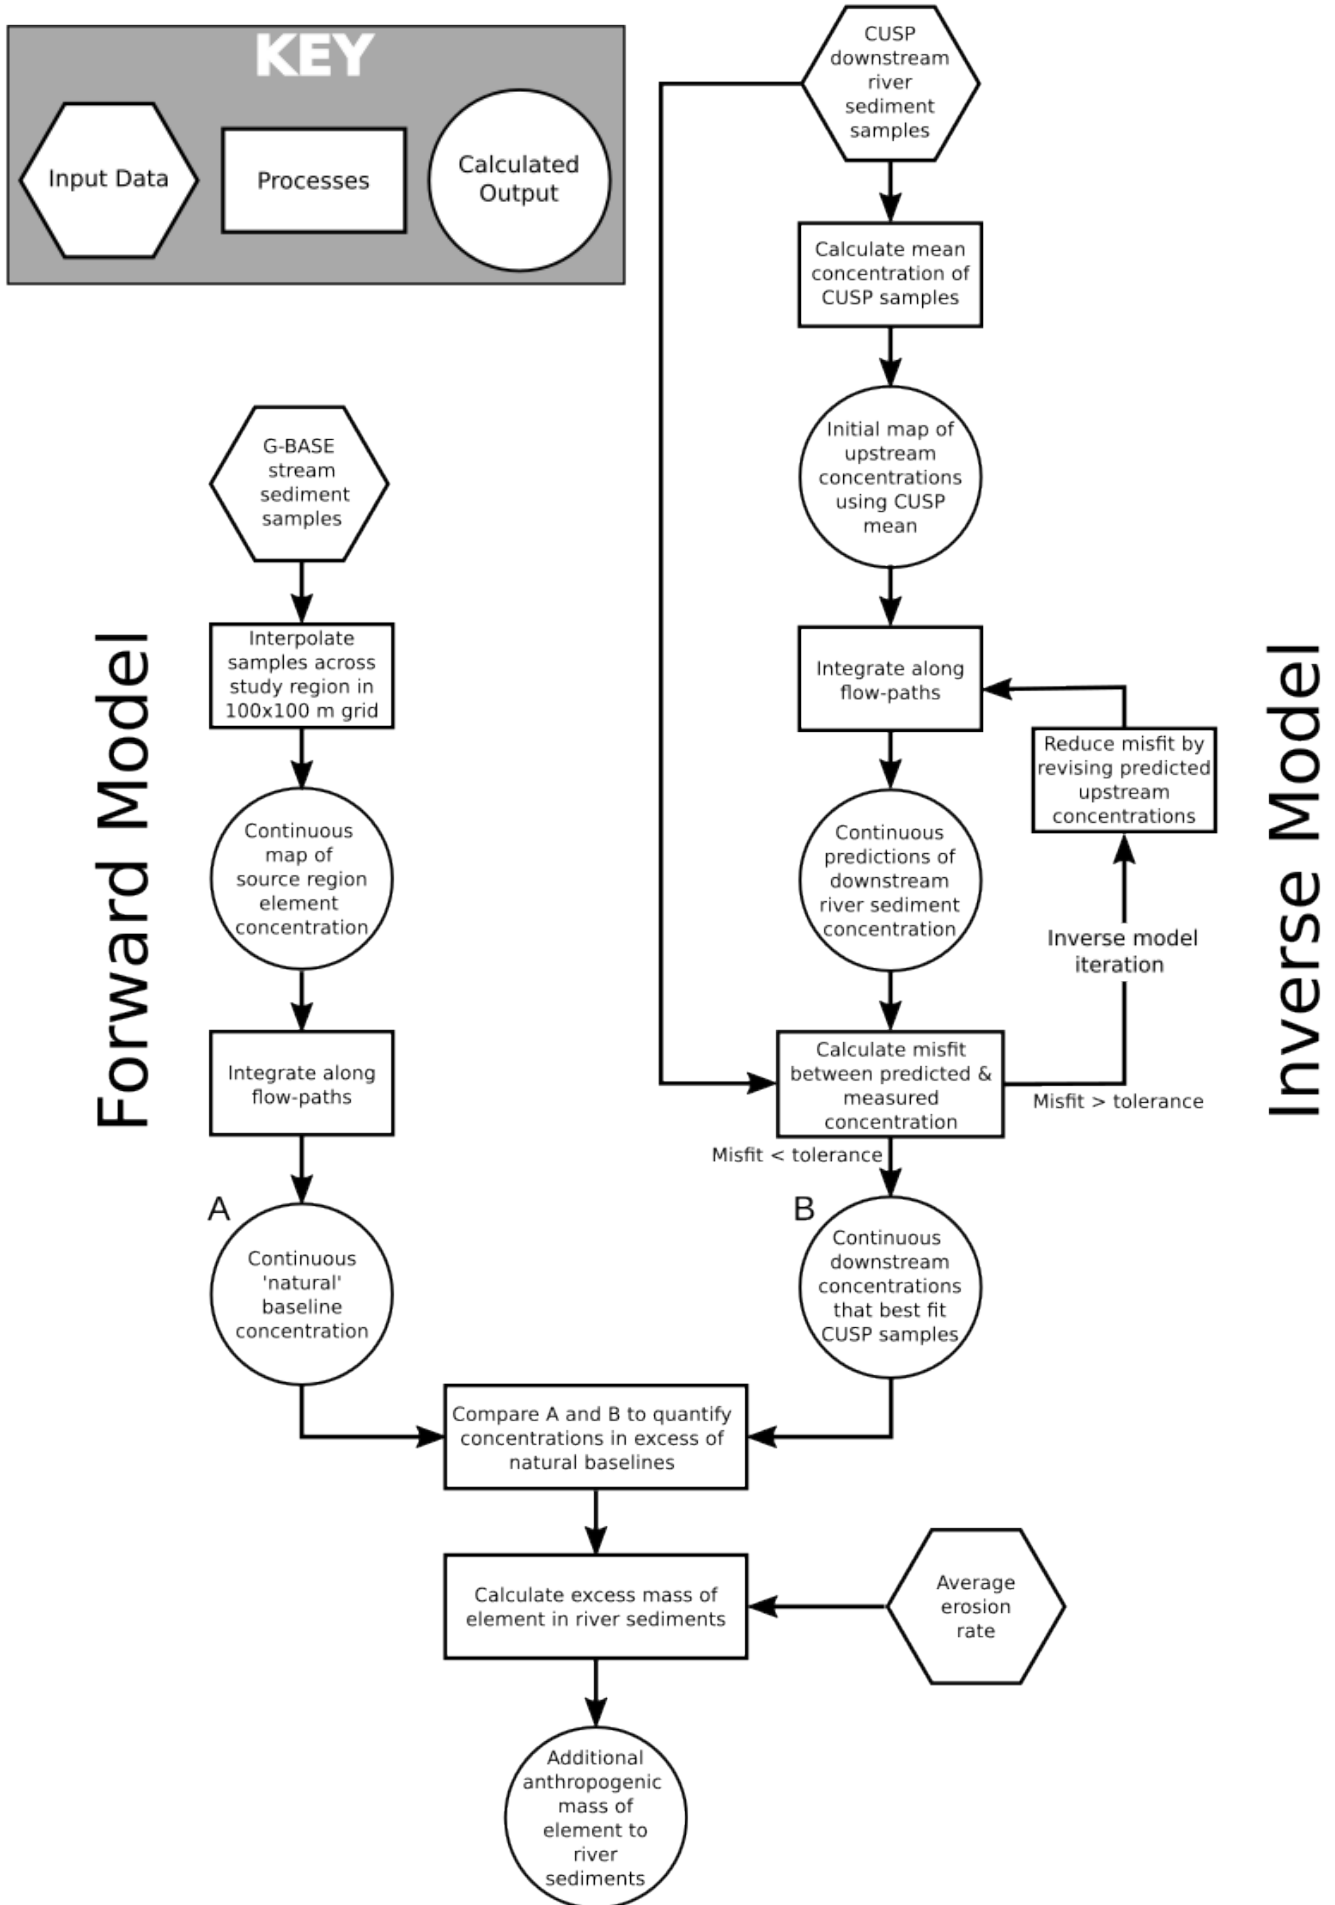 KEY
Input Data
Processes
Calculated
Output
CUSP
downstream
river
sediment
samples
Calculate mean
concentration of
CUSP samples
Initial map of
upstream
concentrations
using CUSP
mean
G-BASE
stream
sediment
samples
Interpolate
samples across
study region in
100x100 m grid
Continuous
map of
source region
element
concentration
Integrate along
flow-paths
A
Continuous
'natural'
baseline
concentration
Forward Model
Integrate along
flow-paths
Reduce misfit by
revising predicted
upstream
concentrations
Continuous
predictions of
downstream
river sediment
concentration
Inverse model
iteration
Calculate misfit
between predicted &
measured
concentration
Misfit > tolerance
Misfit < tolerance
B
Continuous
downstream
concentrations
that best fit
CUSP samples
Inverse Model
Compare A and B to quantify
concentrations in excess of
natural baselines
Calculate excess mass of
element in river sediments
Average
erosion
rate
Additional
anthropogenic
mass of
element to
river
sediments